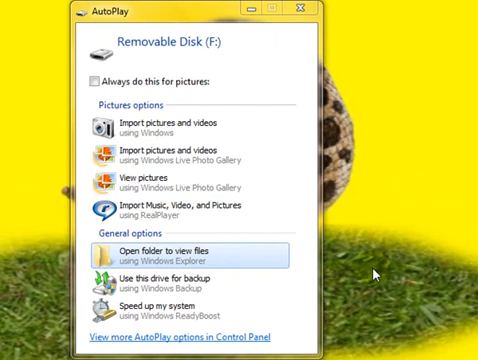 AutoPlay
Removable Disk (F:)
Always do this for pictures:
Pictures options
Import pictures and videos
using Windows
Import pictures and videos
using Windows Live Photo Gallery
View pictures
using Windows Live Photo Gallery
Import Music, Video, and Pictures
using RealPlayer
General options
Open folder to view files
using Windows Explorer
Use this drive for backup
using Windows Backup
Speed up my system
using Windows ReadyBoost
View more AutoPlay options in Control Panel